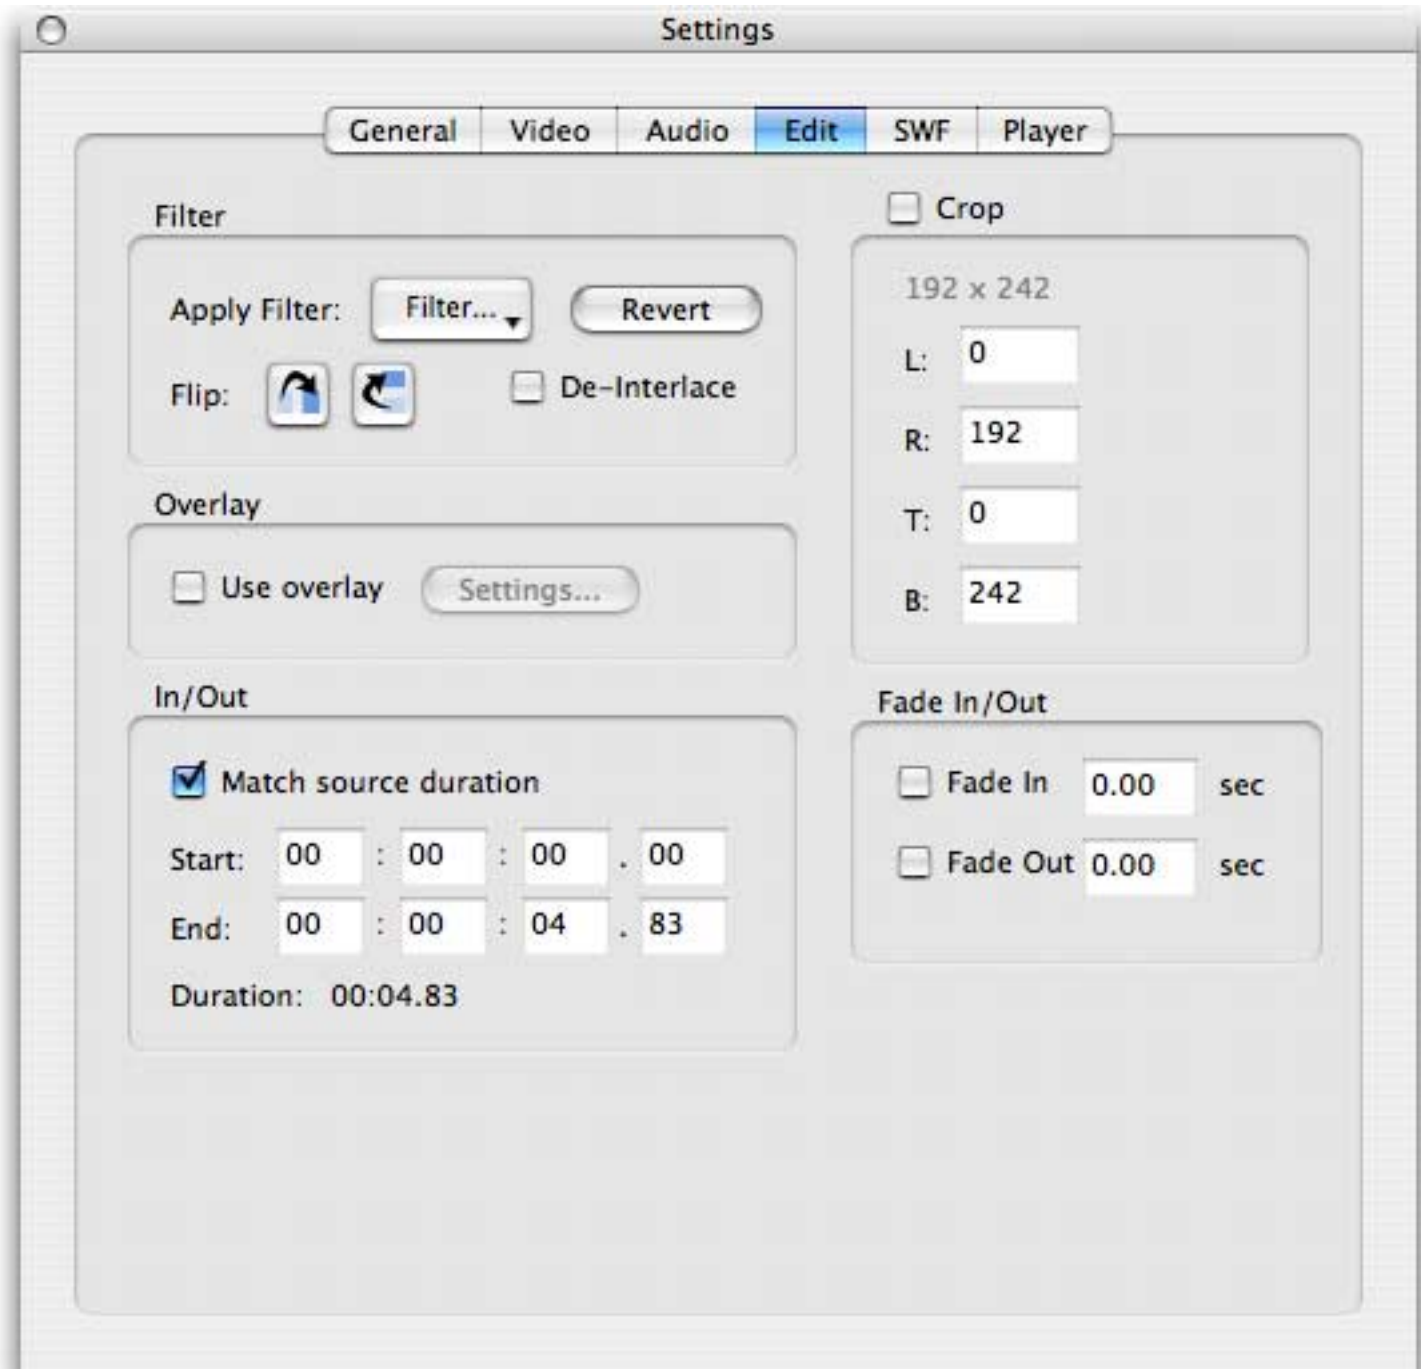 Settings
General Video Audio Edit SWF Player
Filter
Apply Filter: Filter... Revert
Flip: De-Interlace
Overlay
Use overlay Settings...
In/Out
Match source duration
Start: 00 : 00 : 00 . 00
End: 00 : 00 : 04 . 83
Duration: 00:04.83
Crop
192 x 242
L: 0
R: 192
T: 0
B: 242
Fade In/Out
Fade In 0.00 sec
Fade Out 0.00 sec